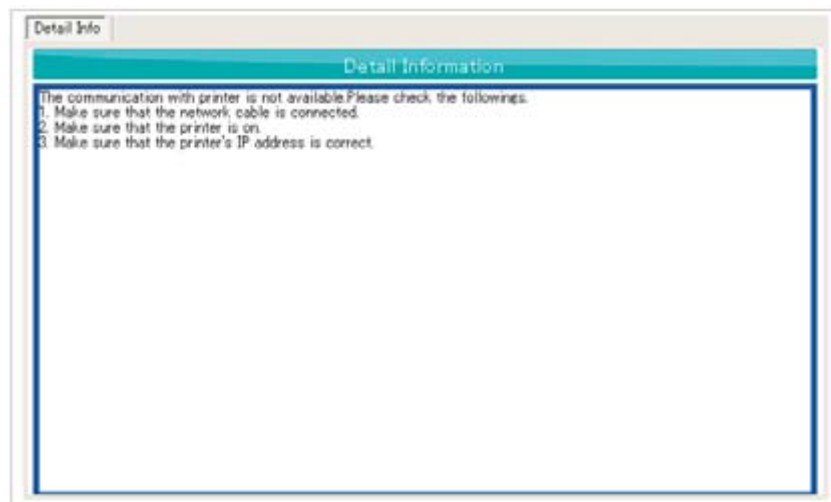 Detail Info
Detail Information
The communication with printer is not available.Please check the followings.
1. Make sure that the network cable is connected.
2. Make sure that the printer is on.
3. Make sure that the printer's IP address is correct.